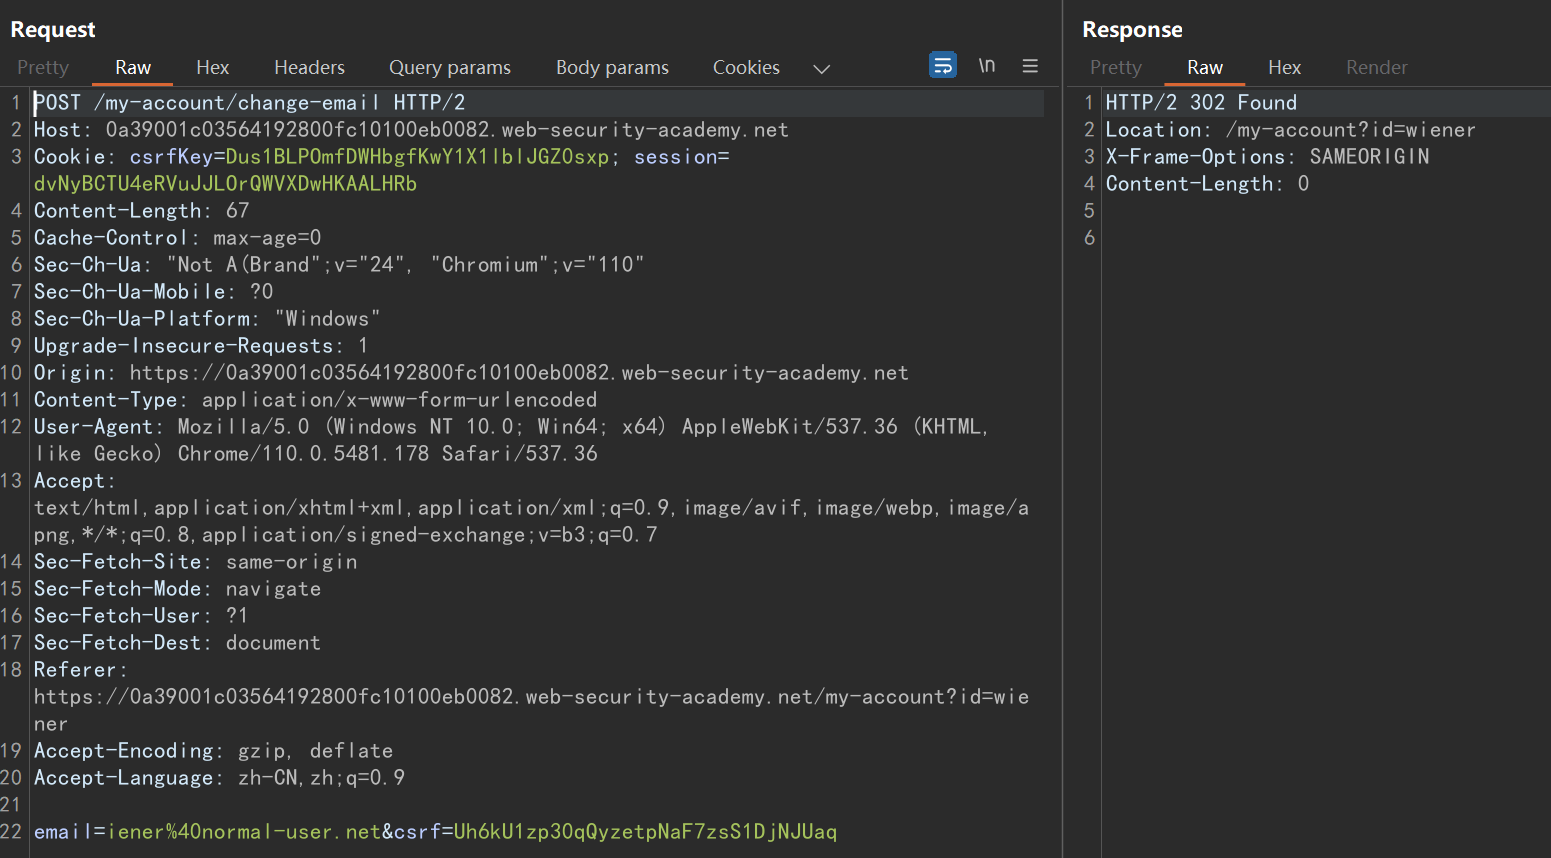 Request
Pretty Raw Hex Headers Query params Body params Cookies \n
1 POST /my-account/change-email HTTP/2
2 Host: 0a39001c03564192800fc10100eb0082.web-security-academy.net
3 Cookie: csrfKey=Dus1BLPOmfDWHbgfKwY1X1lblJGZOsxp; session=
dvNyBCTU4eRVuJJLOrQWVXDwHKAALHRb
4 Content-Length: 67
5 Cache-Control: max-age=0
6 Sec-Ch-Ua: "Not A(Brand";v="24", "Chromium";v="110"
7 Sec-Ch-Ua-Mobile: ?0
8 Sec-Ch-Ua-Platform: "Windows"
9 Upgrade-Insecure-Requests: 1
10 Origin: https://0a39001c03564192800fc10100eb0082.web-security-academy.net
11 Content-Type: application/x-www-form-urlencoded
12 User-Agent: Mozilla/5.0 (Windows NT 10.0; Win64; x64) AppleWebKit/537.36 (KHTML,
like Gecko) Chrome/110.0.5481.178 Safari/537.36
13 Accept:
text/html,application/xhtml+xml,application/xml;q=0.9,image/avif,image/webp,image/a
png,*/*;q=0.8,application/signed-exchange;v=b3;q=0.7
14 Sec-Fetch-Site: same-origin
15 Sec-Fetch-Mode: navigate
16 Sec-Fetch-User: ?1
17 Sec-Fetch-Dest: document
18 Referer:
https://0a39001c03564192800fc10100eb0082.web-security-academy.net/my-account?id=wie
ner
19 Accept-Encoding: gzip, deflate
20 Accept-Language: zh-CN,zh;q=0.9
21
22 email=iener%40normal-user.net&csrf=Uh6kU1zp30qQyzetpNaF7zsS1DjNJUaq
Response
Pretty Raw Hex Render
1 HTTP/2 302 Found
2 Location: /my-account?id=wiener
3 X-Frame-Options: SAMEORIGIN
4 Content-Length: 0
5
6